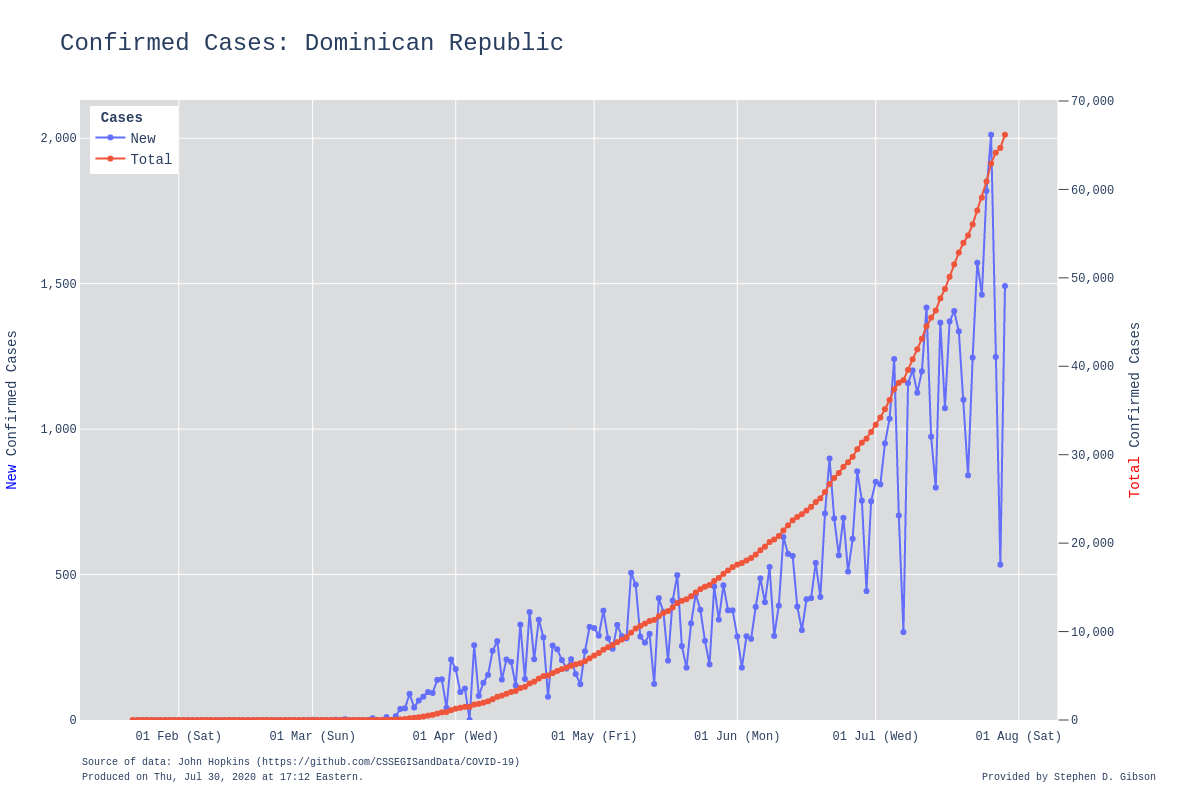 Confirmed Cases: Dominican Republic
Cases
New
Total
2,000
1,500
1,000
500
0
New Confirmed Cases
70,000
60,000
50,000
40,000
30,000
20,000
10,000
0
Total Confirmed Cases
01 Feb (Sat) 01 Mar (Sun) 01 Apr (Wed) 01 May (Fri) 01 Jun (Mon) 01 Jul (Wed) 01 Aug (Sat)
Source of data: John Hopkins (https://github.com/CSSEGISandData/COVID-19)
Produced on Thu, Jul 30, 2020 at 17:12 Eastern.
Provided by Stephen D. Gibson